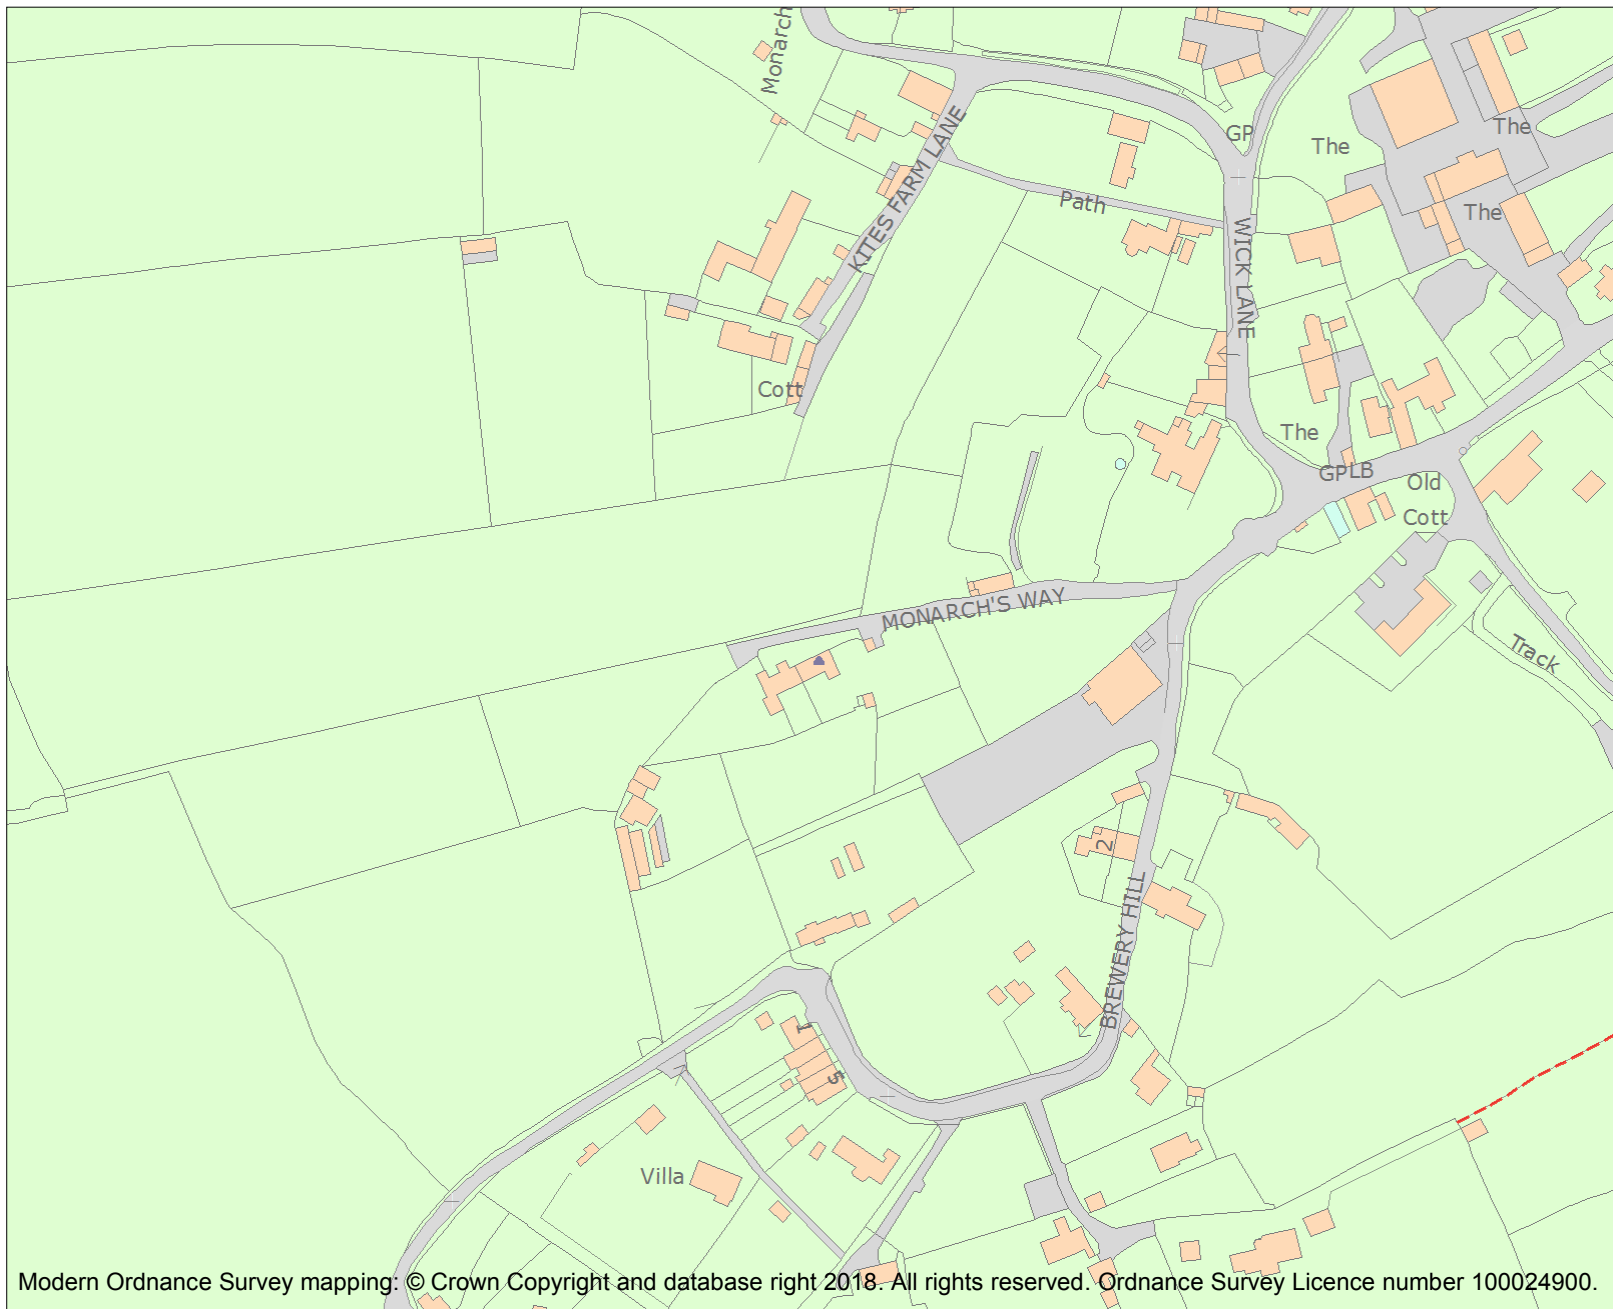 Monarch
GP
The
The
KITES FARM LANE
Path
The
WICK LANE
Cott
The
GP
LB
Old
Cott
MONARCH'S WAY
Track
2
BREWERY HILL
1
5
Villa
Modern Ordnance Survey mapping: © Crown Copyright and database right 2018. All rights reserved. Ordnance Survey Licence number 100024900.